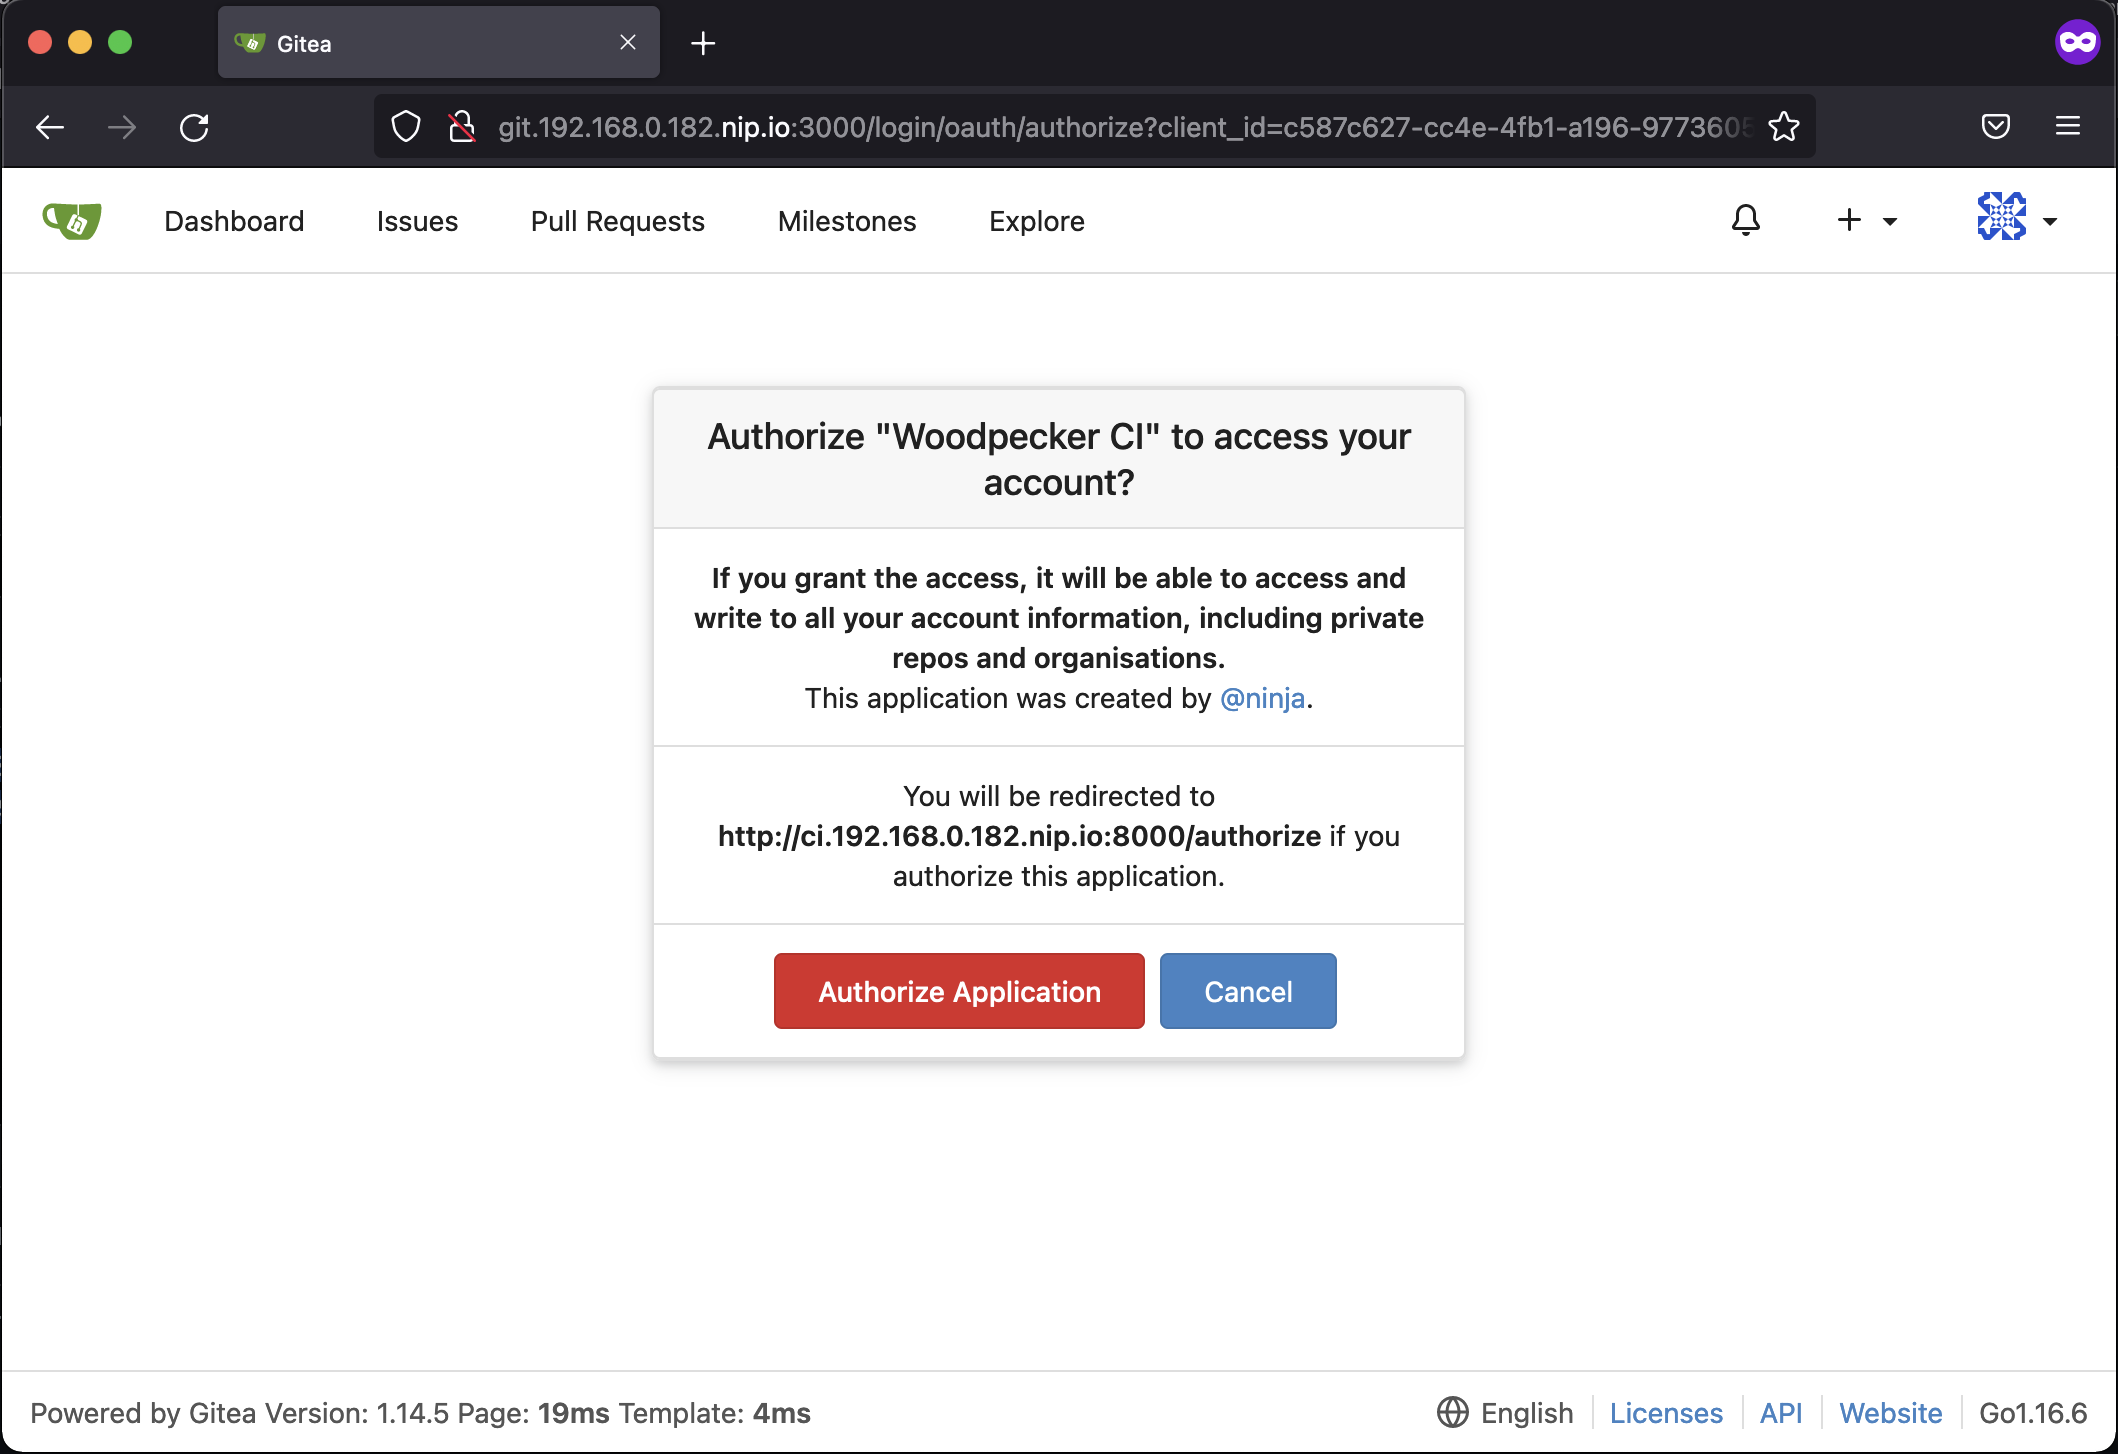 Gitea
git.192.168.0.182.nip.io:3000/login/oauth/authorize?client_id=c587c627-cc4e-4fb1-a196-9773605
Dashboard Issues Pull Requests Milestones Explore
Authorize "Woodpecker CI" to access your
account?
If you grant the access, it will be able to access and
write to all your account information, including private
repos and organisations.
This application was created by @ninja.
You will be redirected to
http://ci.192.168.0.182.nip.io:8000/authorize if you
authorize this application.
Authorize Application Cancel
Powered by Gitea Version: 1.14.5 Page: 19ms Template: 4ms English Licenses API Website Go1.16.6